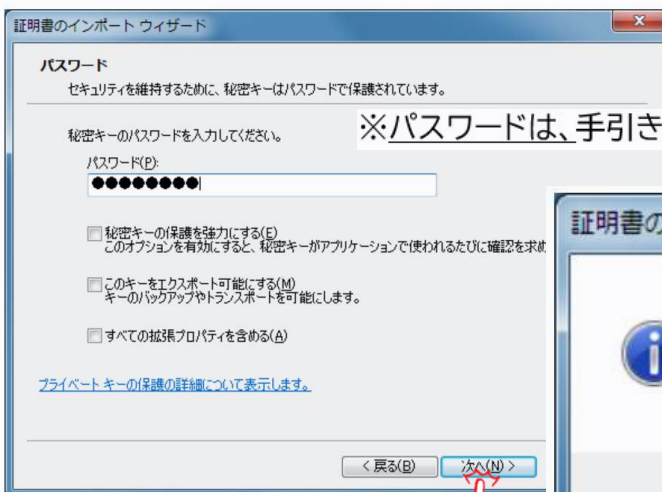 証明書のインポート ウィザード
パスワード
セキュリティを維持するために、秘密キーはパスワードで保護されています。
秘密キーのパスワードを入力してください。
※パスワードは、手引き
パスワード(P):
●●●●●●●●
秘密キーの保護を強力にする(E)
このオプションを有効にすると、秘密キーがアプリケーションで使われるたびに確認を求め
このキーをエクスポート可能にする(M)
キーのバックアップやトランスポートを可能にします。
すべての拡張プロパティを含める(A)
プライベート キーの保護の詳細について表示します。
< 戻る(B)
次へ(N) >
証明書の